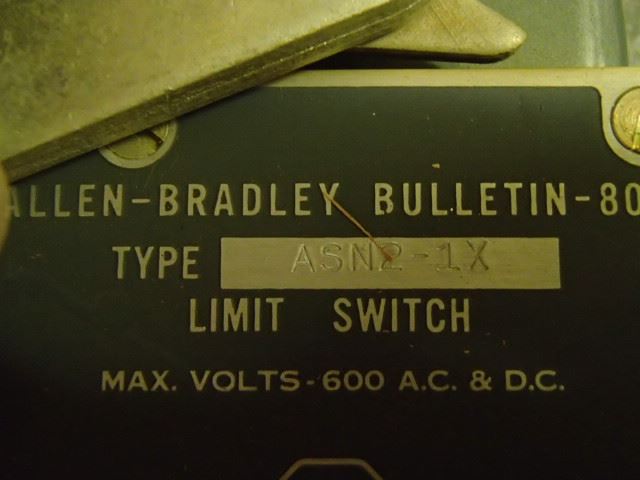 ALLEN-BRADLEY BULLETIN-80
TYPE ASN2-1X
LIMIT SWITCH
MAX. VOLTS-600 A.C. & D.C.